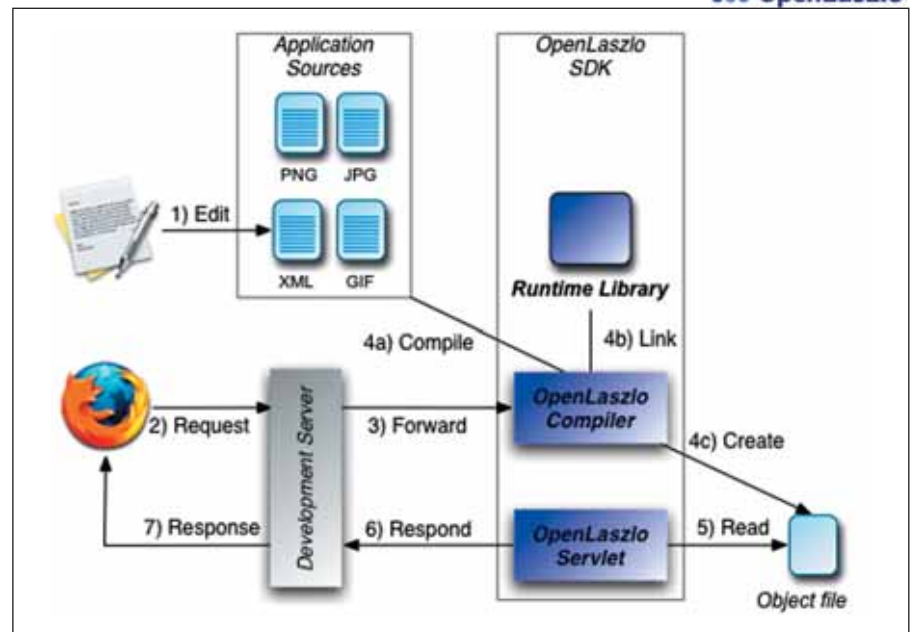 Application
Sources
OpenLaszlo
SDK
PNG
JPG
1) Edit
XML
GIF
Runtime Library
4a) Compile
4b) Link
OpenLaszlo
Compiler
2) Request
Development Server
3) Forward
4c) Create
7) Response
6) Respond
OpenLaszlo
Servlet
5) Read
Object file